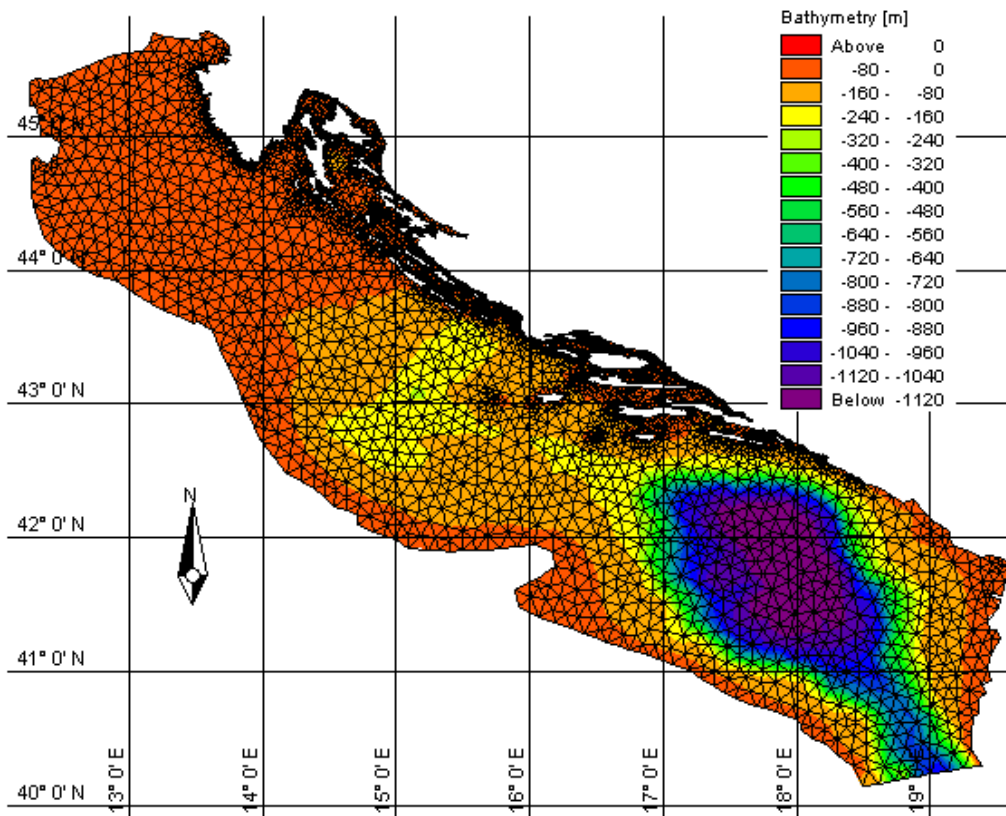 Bathymetry [m]
Above 0
-80 - 0
-160 - -80
-240 - -160
-320 - -240
-400 - -320
-480 - -400
-560 - -480
-640 - -560
-720 - -640
-800 - -720
-880 - -800
-960 - -880
-1040 - -960
-1120 - -1040
Below -1120
45° 0' N
44° 0' N
43° 0' N
42° 0' N
41° 0' N
40° 0' N
N
13° 0' E
14° 0' E
15° 0' E
16° 0' E
17° 0' E
18° 0' E
19°